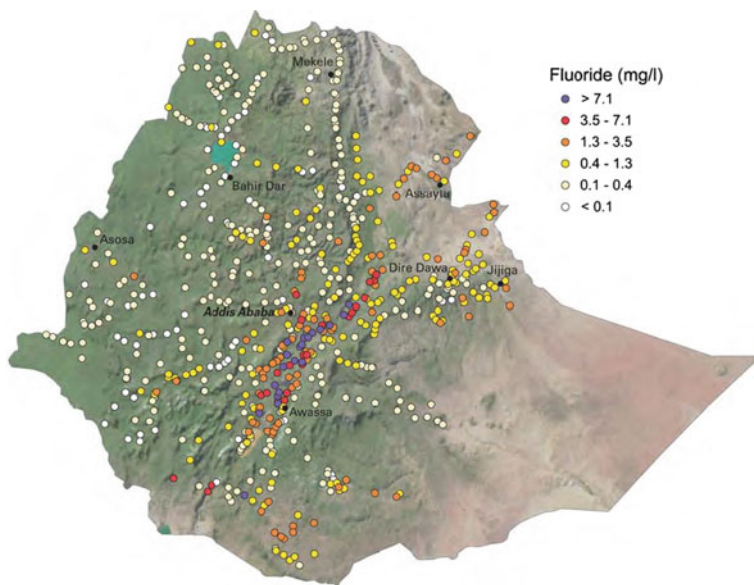 Mekele
Fluoride (mg/l)
> 7.1
3.5 - 7.1
1.3 - 3.5
0.4 - 1.3
0.1 - 0.4
< 0.1
Bahir Dar
Assayta
Asosa
Dire Dawa
Jijiga
Addis Ababa
Awassa